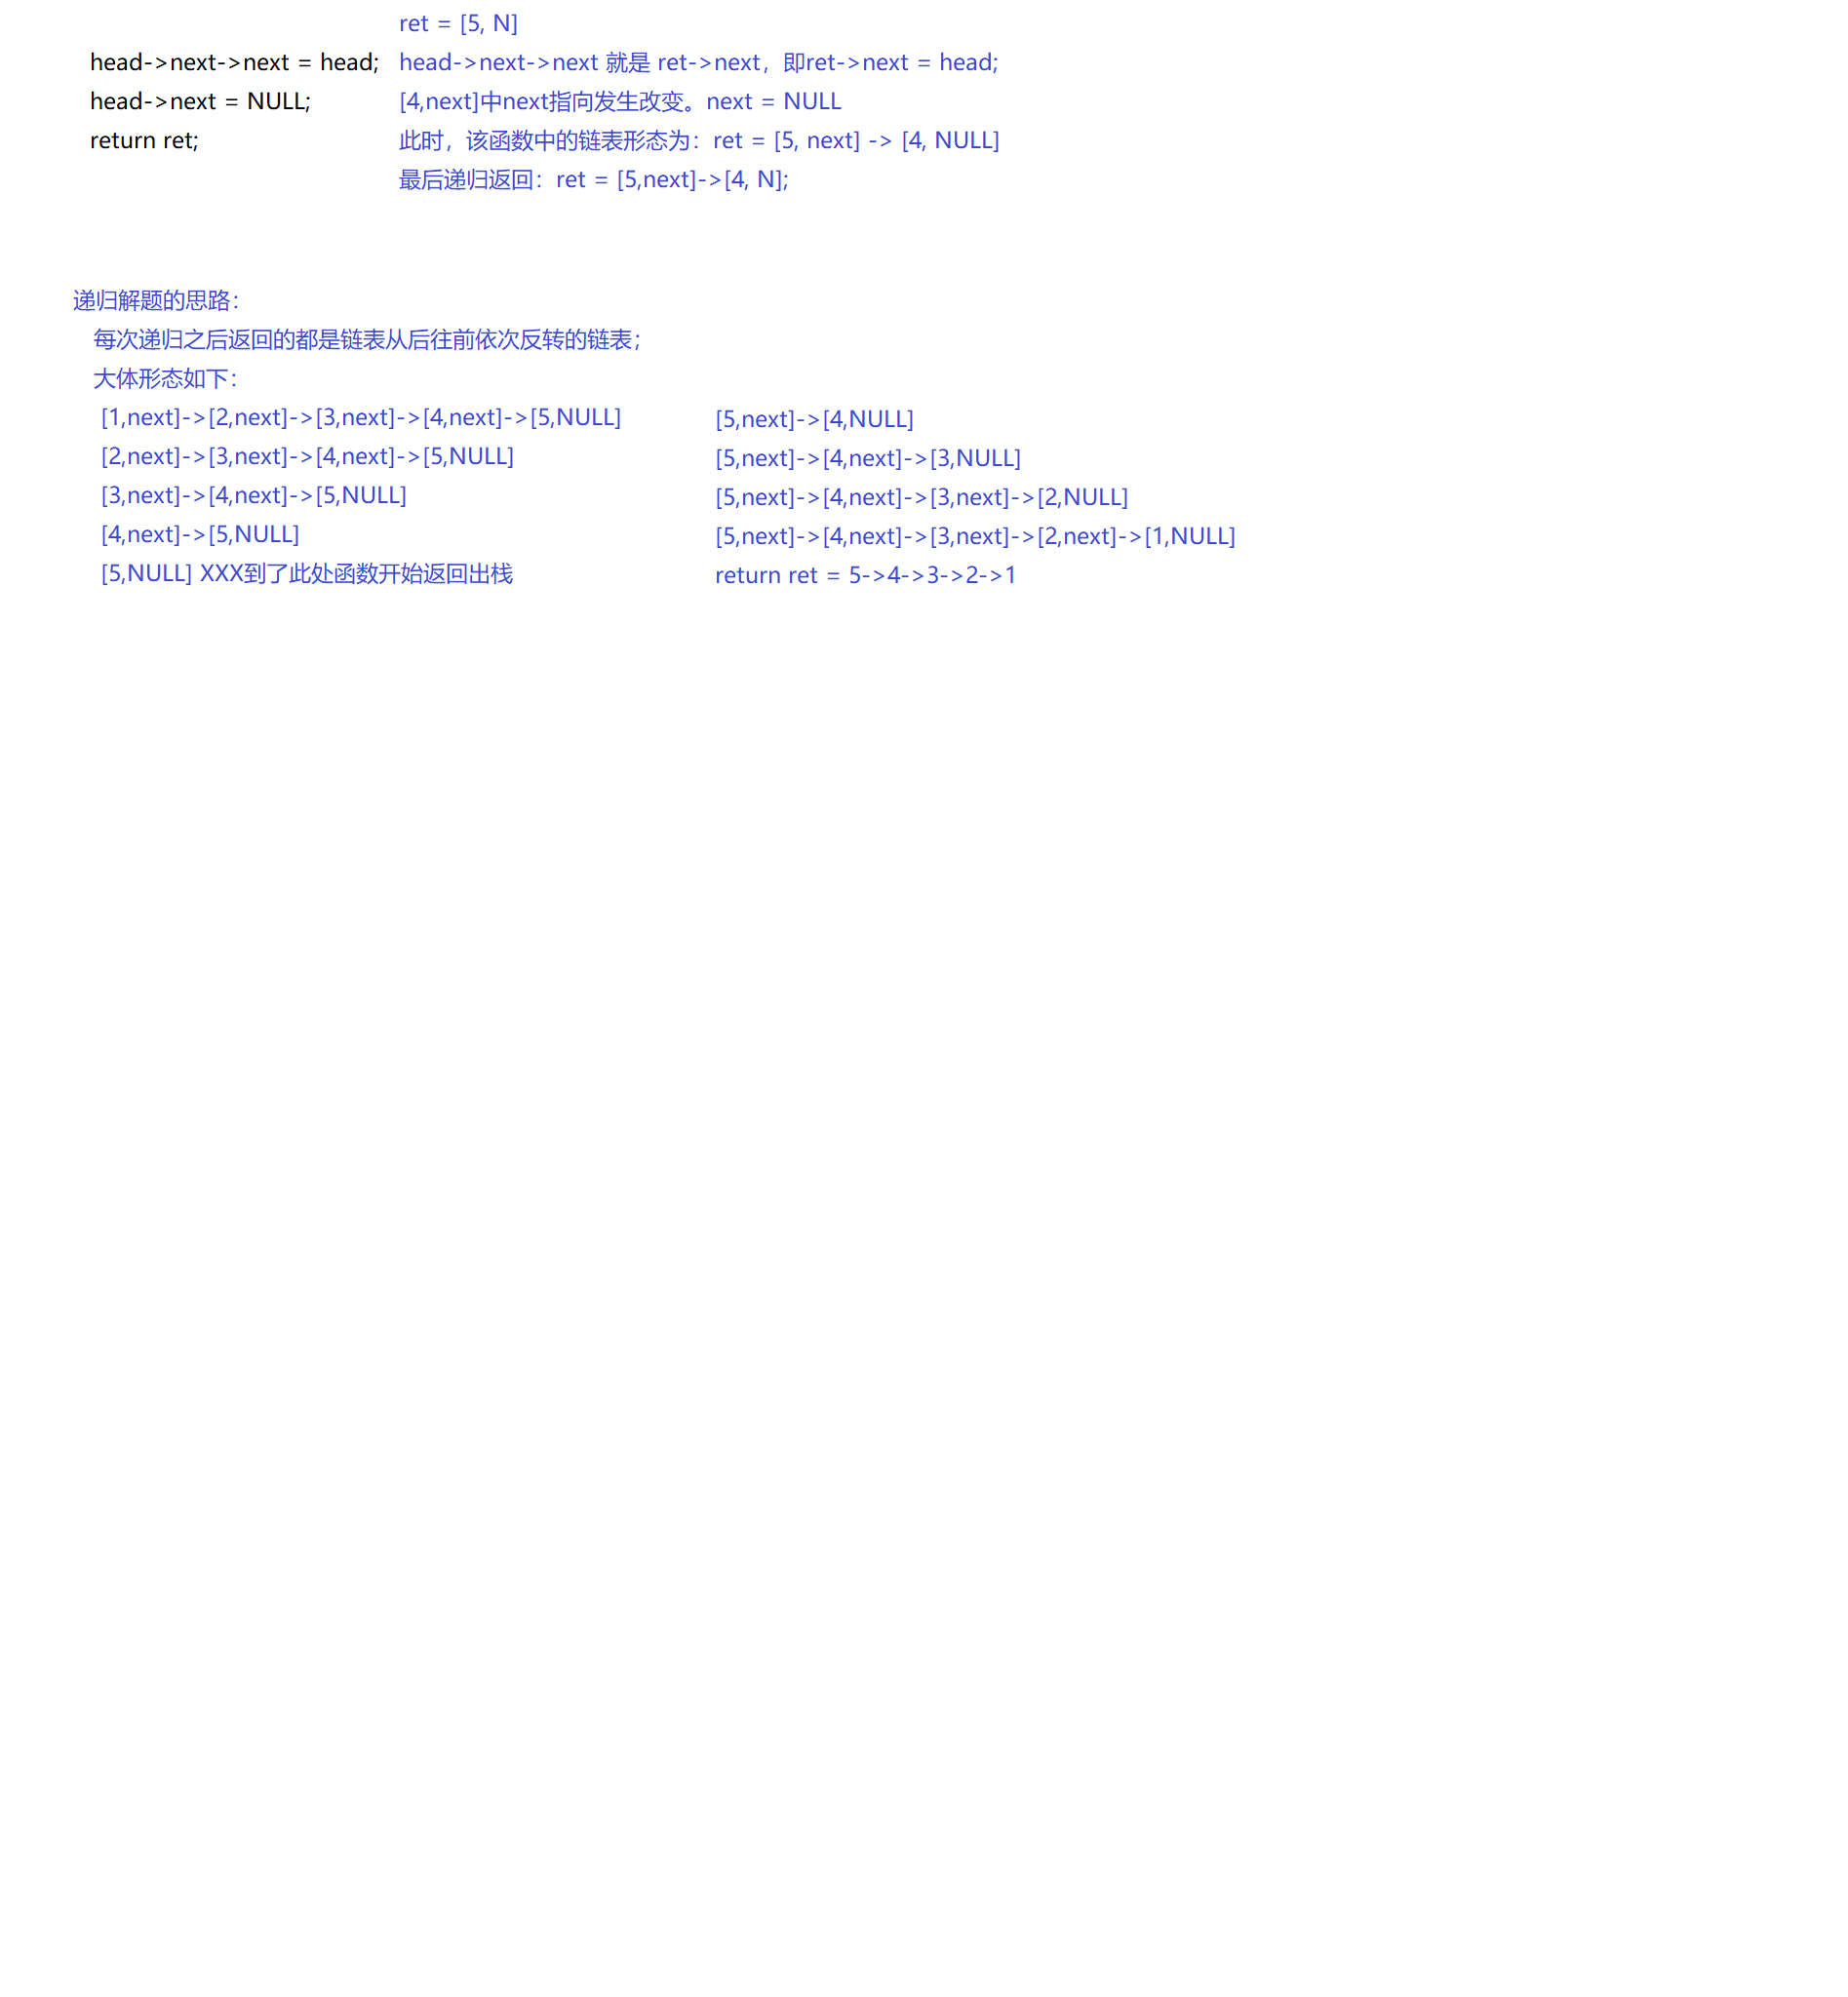 ret = [5, N]
head->next->next = head; head->next->next 就是 ret->next，即ret->next = head;
head->next = NULL; [4,next]中next指向发生改变。next = NULL
return ret; 此时，该函数中的链表形态为：ret = [5, next] -> [4, NULL]
最后递归返回：ret = [5,next]->[4, N];
递归解题的思路：
每次递归之后返回的都是链表从后往前依次反转的链表；
大体形态如下：
[1,next]->[2,next]->[3,next]->[4,next]->[5,NULL]
[2,next]->[3,next]->[4,next]->[5,NULL]
[3,next]->[4,next]->[5,NULL]
[4,next]->[5,NULL]
[5,NULL] XXX到了此处函数开始返回出栈
[5,next]->[4,NULL]
[5,next]->[4,next]->[3,NULL]
[5,next]->[4,next]->[3,next]->[2,NULL]
[5,next]->[4,next]->[3,next]->[2,next]->[1,NULL]
return ret = 5->4->3->2->1